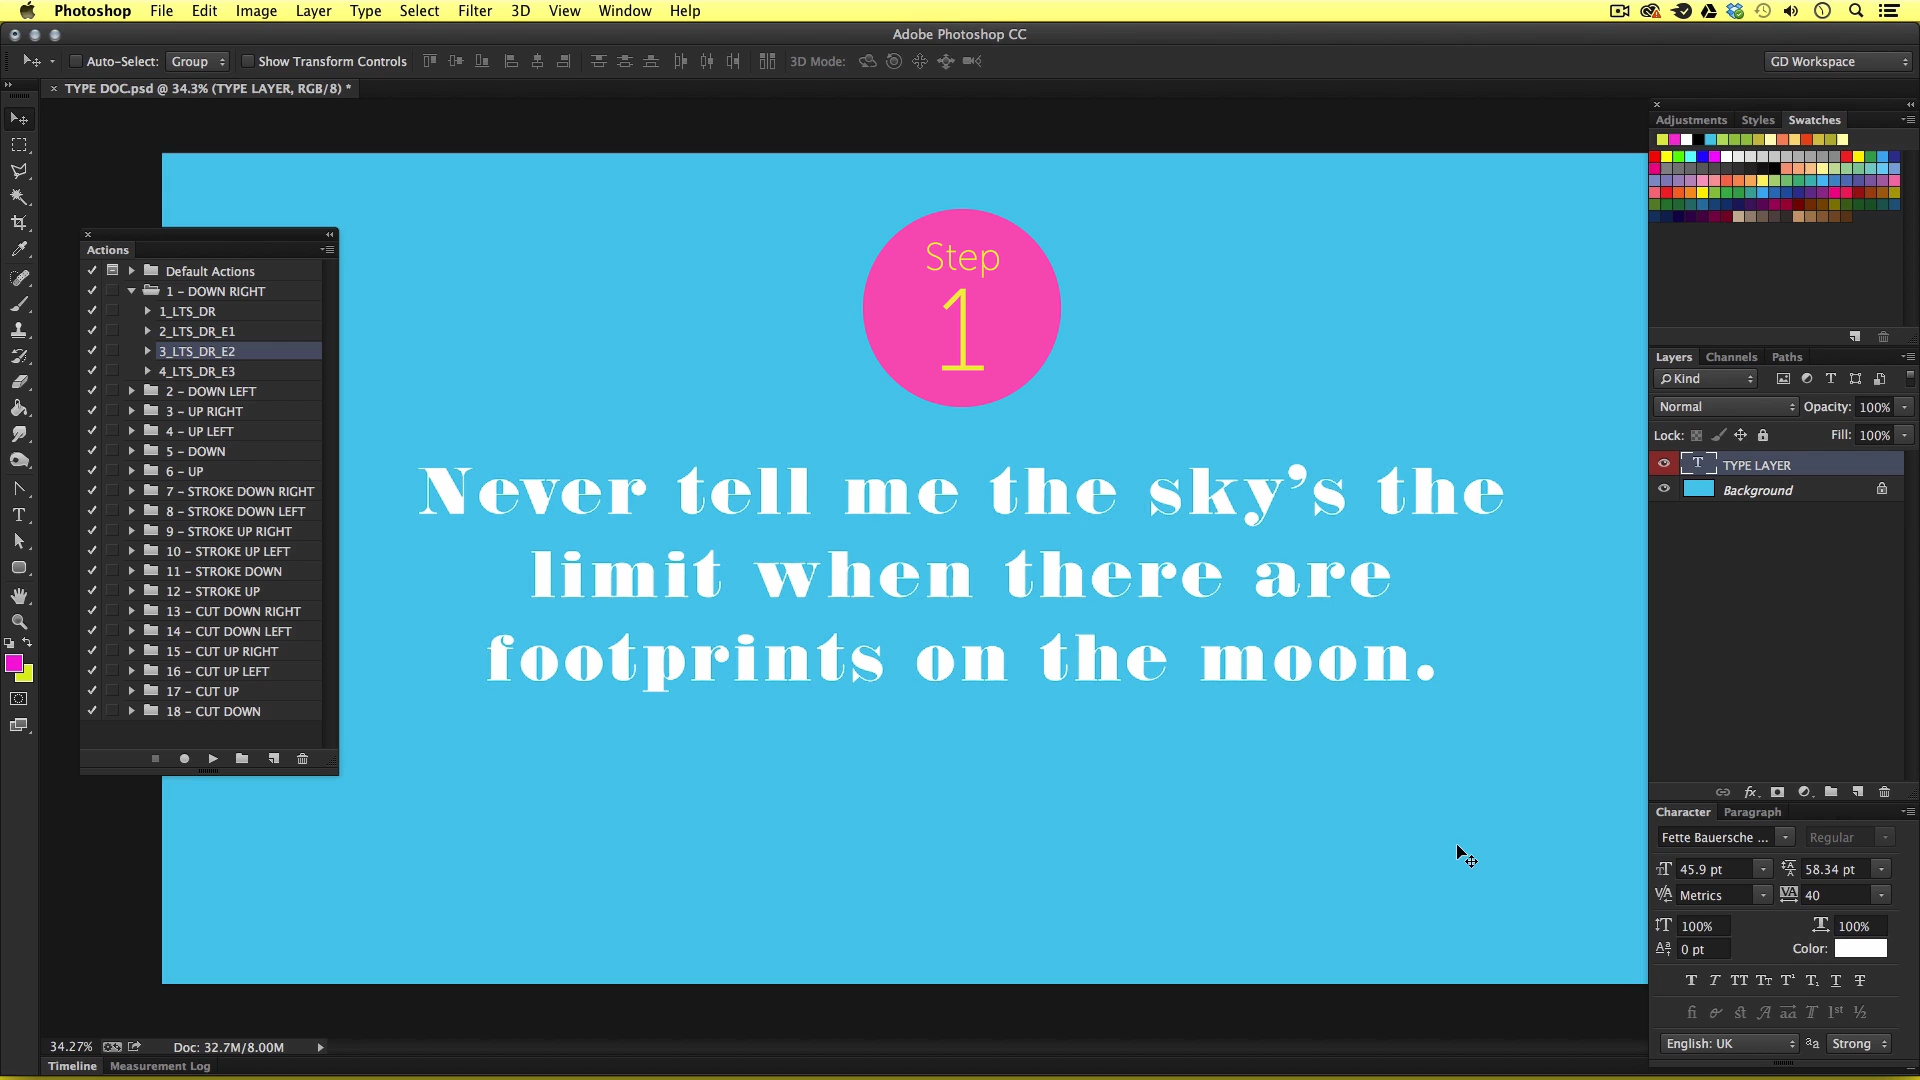 Photoshop File Edit Image Layer Type Select Filter 3D View Window Help
Adobe Photoshop CC
Auto-Select: Group Show Transform Controls 3D Mode: GD Workspace
TYPE DOC.psd @ 34.3% (TYPE LAYER, RGB/8) *
Actions
Default Actions
1 - DOWN RIGHT
1_LTS_DR
2_LTS_DR_E1
3_LTS_DR_E2
4_LTS_DR_E3
2 - DOWN LEFT
3 - UP RIGHT
4 - UP LEFT
5 - DOWN
6 - UP
7 - STROKE DOWN RIGHT
8 - STROKE DOWN LEFT
9 - STROKE UP RIGHT
10 - STROKE UP LEFT
11 - STROKE DOWN
12 - STROKE UP
13 - CUT DOWN RIGHT
14 - CUT DOWN LEFT
15 - CUT UP RIGHT
16 - CUT UP LEFT
17 - CUT UP
18 - CUT DOWN
Step
1
Never tell me the sky’s the
limit when there are
footprints on the moon.
Adjustments Styles Swatches
Layers Channels Paths
Kind
Normal Opacity: 100%
Lock: Fill: 100%
TYPE LAYER
Background
Character Paragraph
Fette Bauersche ... Regular
45.9 pt 58.34 pt
Metrics 40
100% 100%
0 pt Color:
English: UK Strong
34.27% Doc: 32.7M/8.00M
Timeline Measurement Log